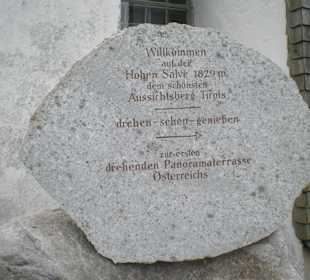 Willkommen
auf der
Hohen Salve 1829 m,
dem schönsten
Aussichtsberg Tirols
drehen-sehen-genießen
zur ersten
drehenden Panoramaterrasse
Österreichs